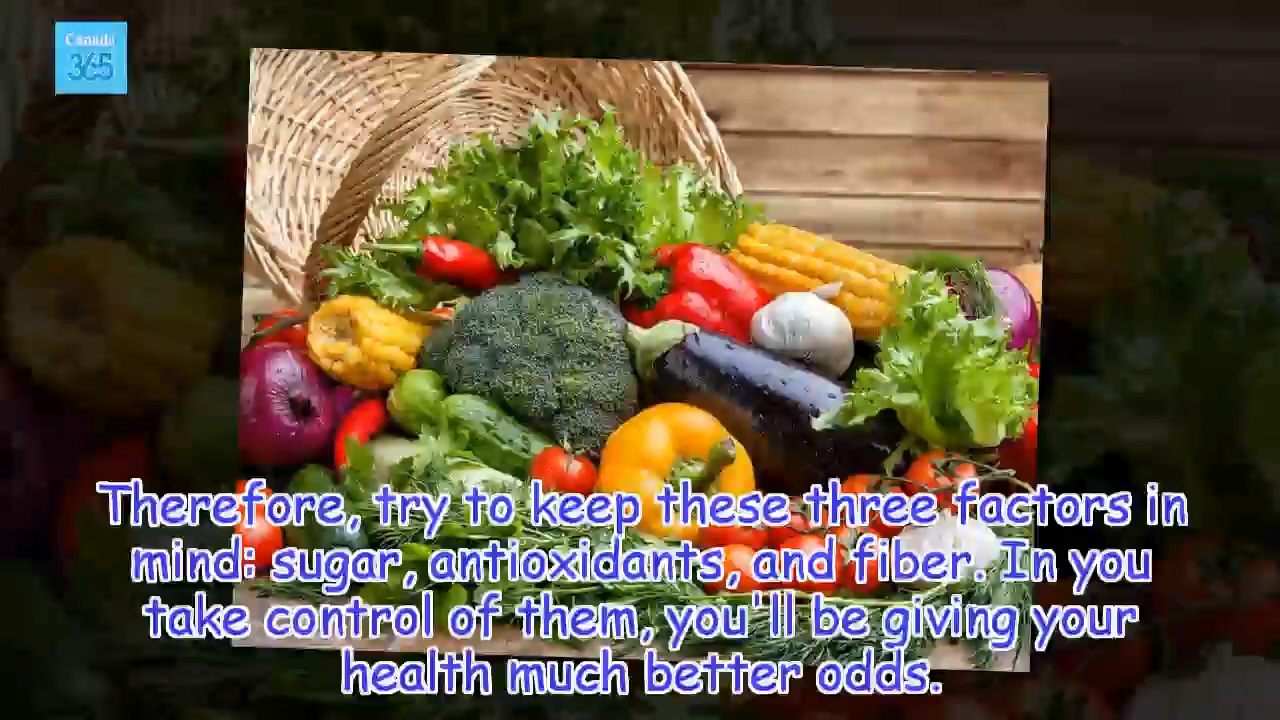 Canada
365
Therefore, try to keep these three factors in
mind: sugar, antioxidants, and fiber. In you
take control of them, you'll be giving your
health much better odds.